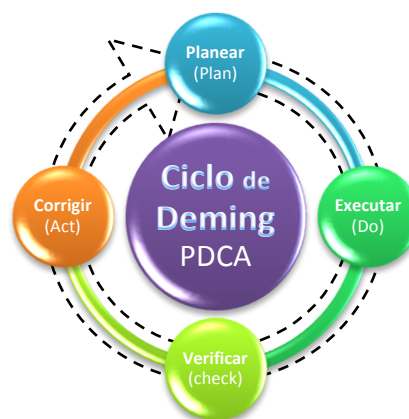 Planear
(Plan)
Ciclo de
Deming
PDCA
Corrigir
(Act)
Executar
(Do)
Verificar
(check)